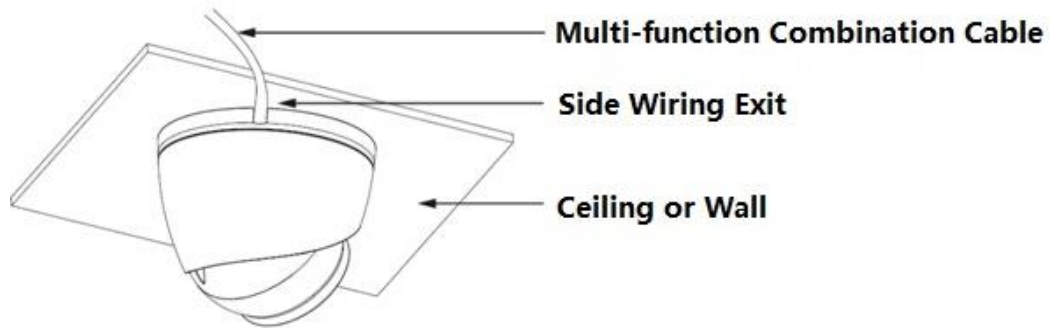 Multi-function Combination Cable
Side Wiring Exit
Ceiling or Wall